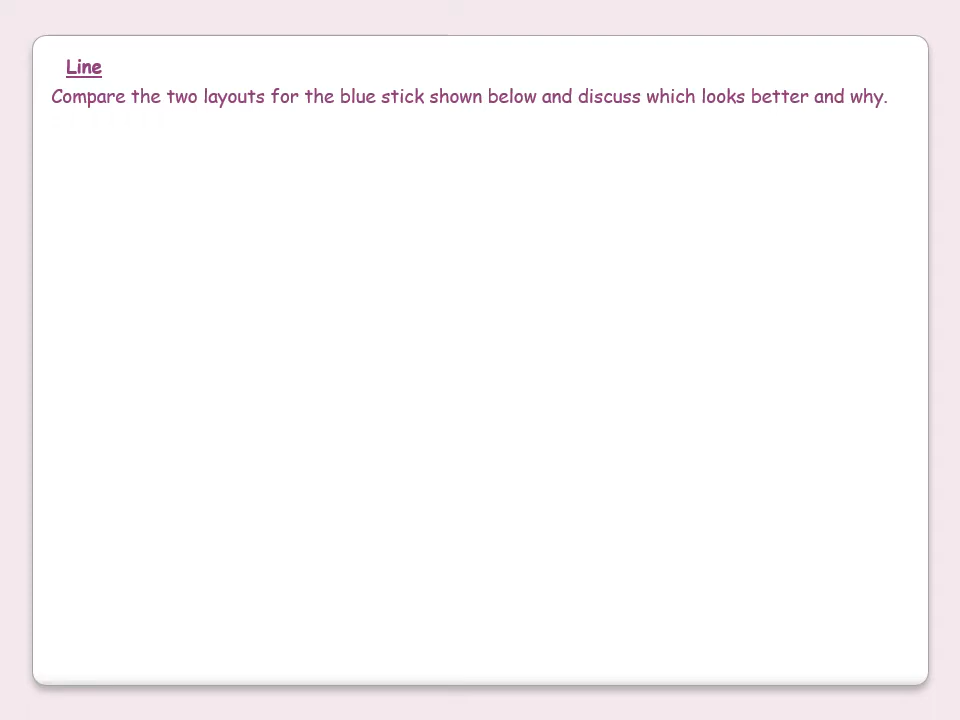 Line
Compare the two layouts for the blue stick shown below and discuss which looks better and why.